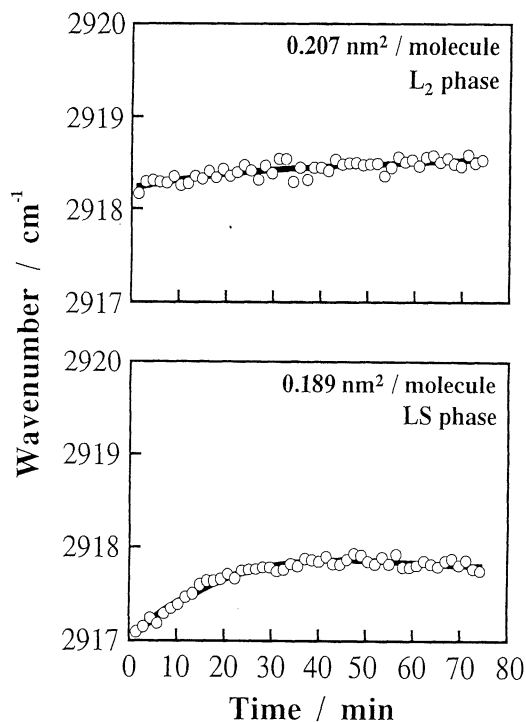 2920
2919
2918
2917
0.207 nm² / molecule
L₂ phase
2920
2919
2918
2917
0.189 nm² / molecule
LS phase
0 10 20 30 40 50 60 70 80
Time / min
Wavenumber / cm⁻¹